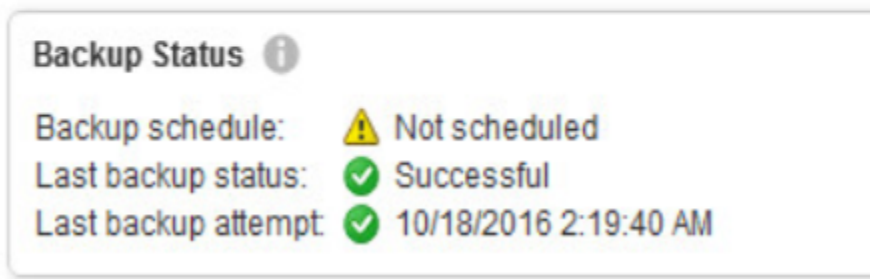 Backup Status
Backup schedule: Not scheduled
Last backup status: Successful
Last backup attempt: 10/18/2016 2:19:40 AM